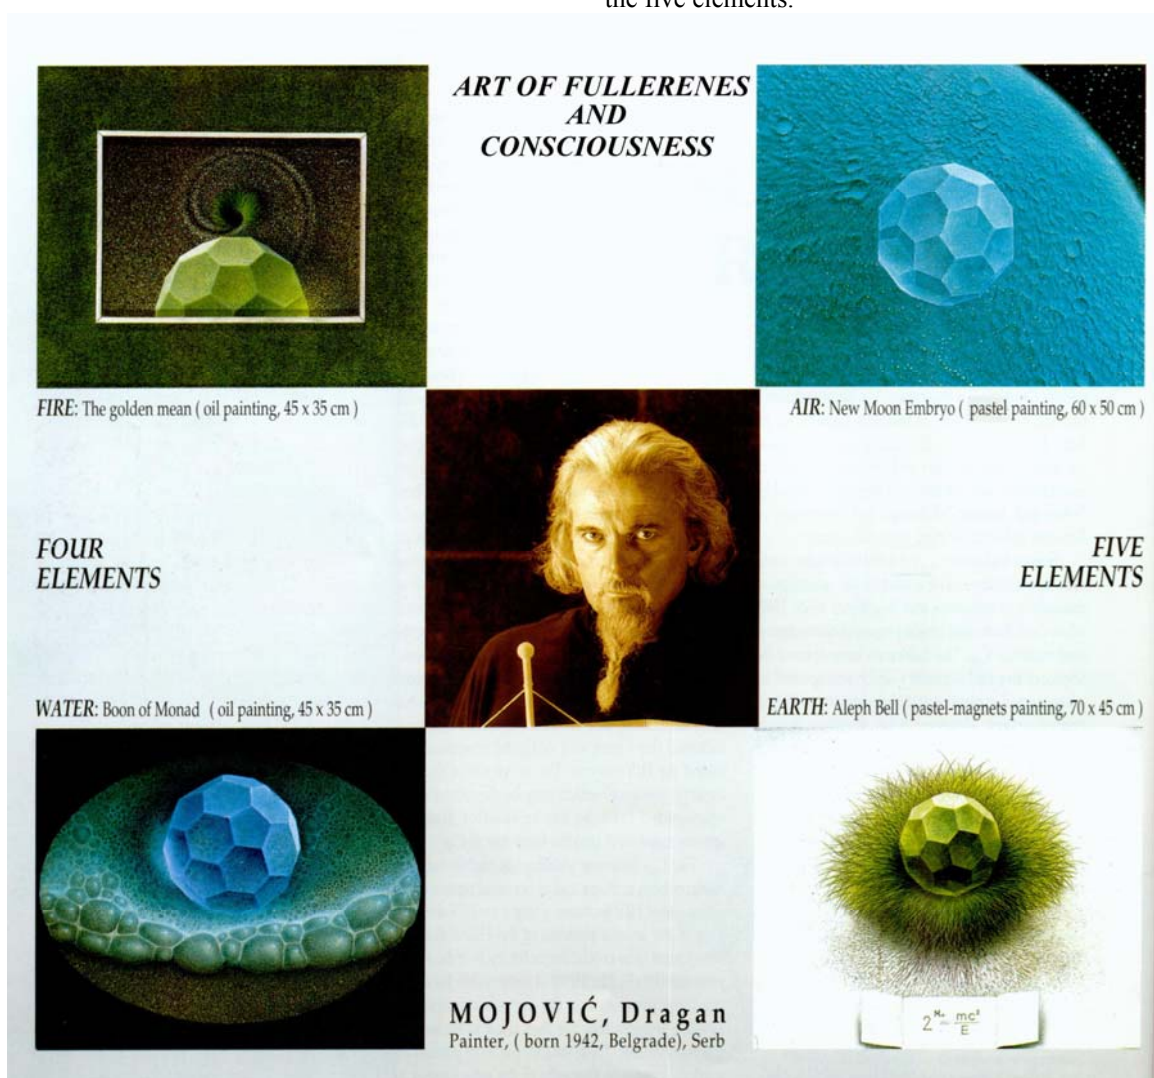 the five elements.
ART OF FULLERENES
AND
CONSCIOUSNESS
FIRE: The golden mean ( oil painting, 45 x 35 cm )
AIR: New Moon Embryo ( pastel painting, 60 x 50 cm )
FOUR
ELEMENTS
FIVE
ELEMENTS
WATER: Boon of Monad ( oil painting, 45 x 35 cm )
EARTH: Aleph Bell ( pastel-magnets painting, 70 x 45 cm )
MOJOVIĆ, Dragan
Painter, ( born 1942, Belgrade), Serb